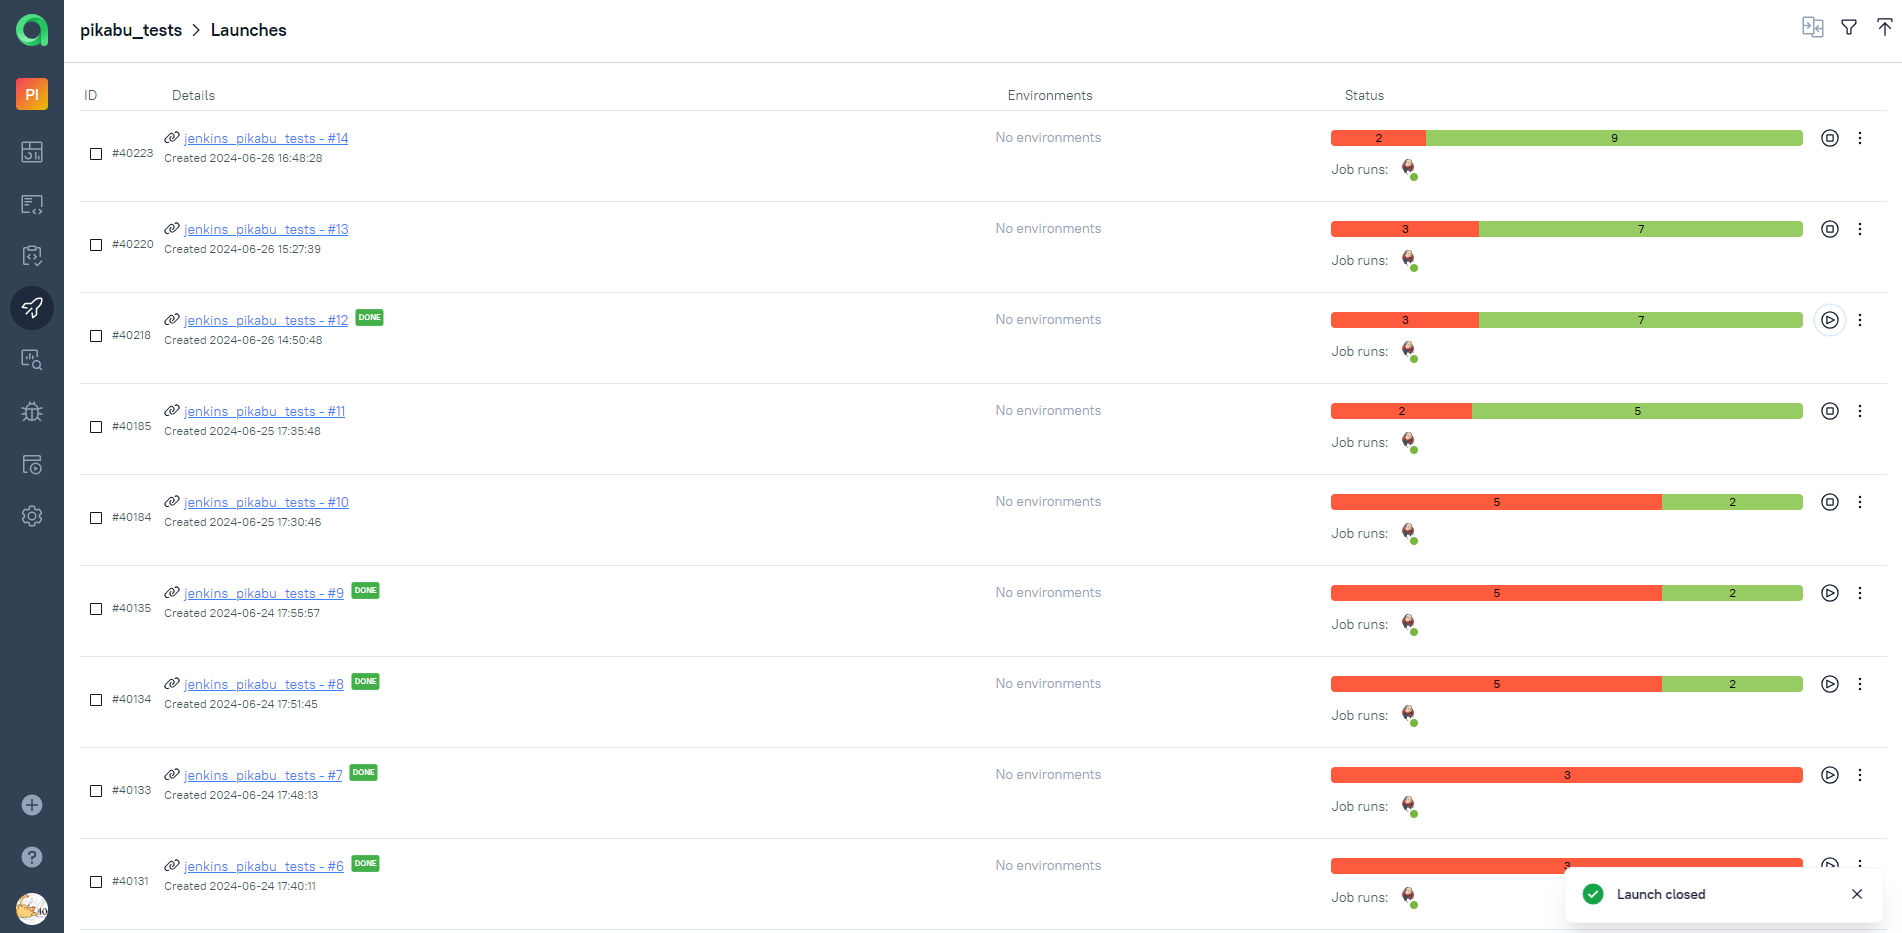 pikabu_tests > Launches
PI
ID Details Environments Status
#40223 jenkins_pikabu_tests - #14 No environments 2 9
Created 2024-06-26 16:48:28
Job runs:
#40220 jenkins_pikabu_tests - #13 No environments 3 7
Created 2024-06-26 15:27:39
Job runs:
#40218 jenkins_pikabu_tests - #12 DONE No environments 3 7
Created 2024-06-26 14:50:48
Job runs:
#40185 jenkins_pikabu_tests - #11 No environments 2 5
Created 2024-06-25 17:35:48
Job runs:
#40184 jenkins_pikabu_tests - #10 No environments 5 2
Created 2024-06-25 17:30:46
Job runs:
#40135 jenkins_pikabu_tests - #9 DONE No environments 5 2
Created 2024-06-24 17:55:57
Job runs:
#40134 jenkins_pikabu_tests - #8 DONE No environments 5 2
Created 2024-06-24 17:51:45
Job runs:
#40133 jenkins_pikabu_tests - #7 DONE No environments 3
Created 2024-06-24 17:48:13
Job runs:
#40131 jenkins_pikabu_tests - #6 DONE No environments 3
Created 2024-06-24 17:40:11
Job runs:
Launch closed